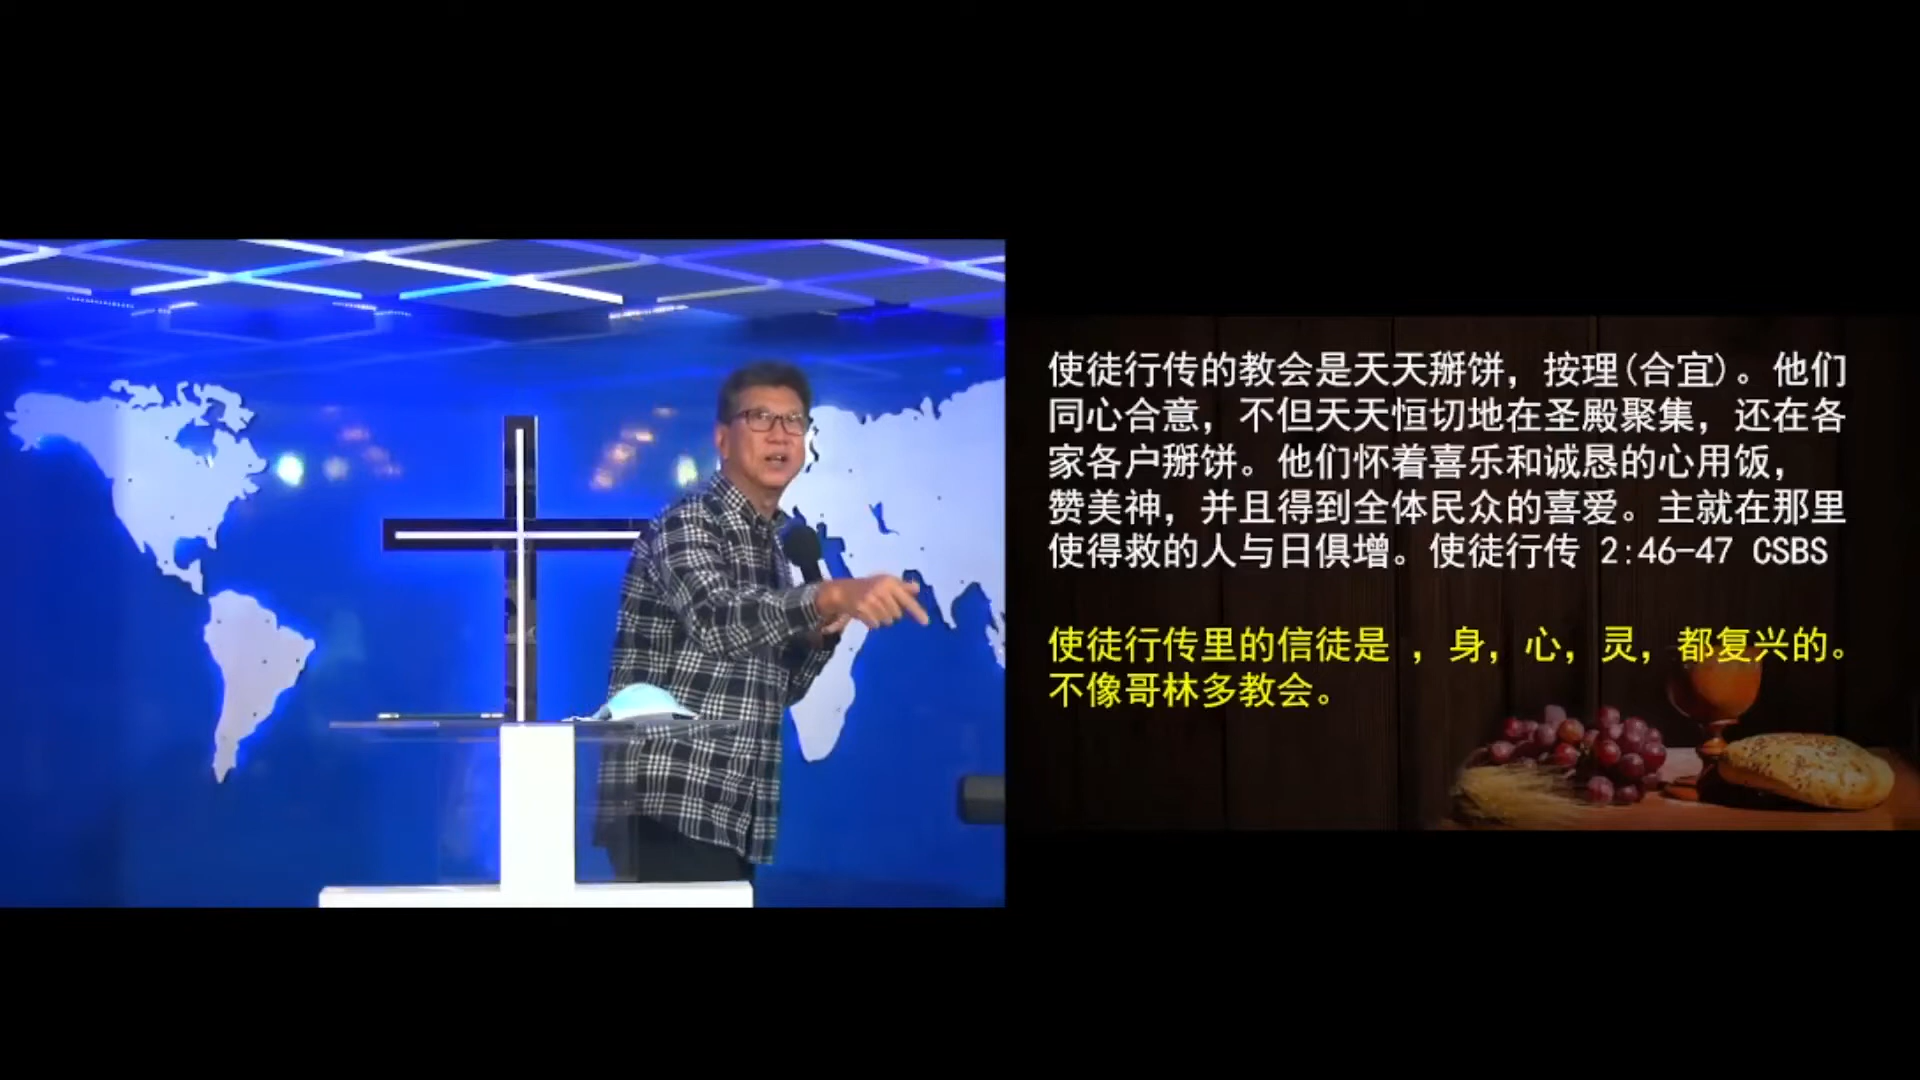 使徒行传的教会是天天掰饼，按理(合宜)。他们
同心合意，不但天天恒切地在圣殿聚集，还在各
家各户掰饼。他们怀着喜乐和诚恳的心用饭，
赞美神，并且得到全体民众的喜爱。主就在那里
使得救的人与日俱增。使徒行传 2:46-47 CSBS
使徒行传里的信徒是 ，身，心，灵，都复兴的。
不像哥林多教会。